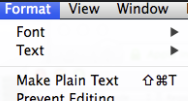 Format View Window
Font ▶
Text ▶
Make Plain Text ⇧⌘T
Prevent Editing